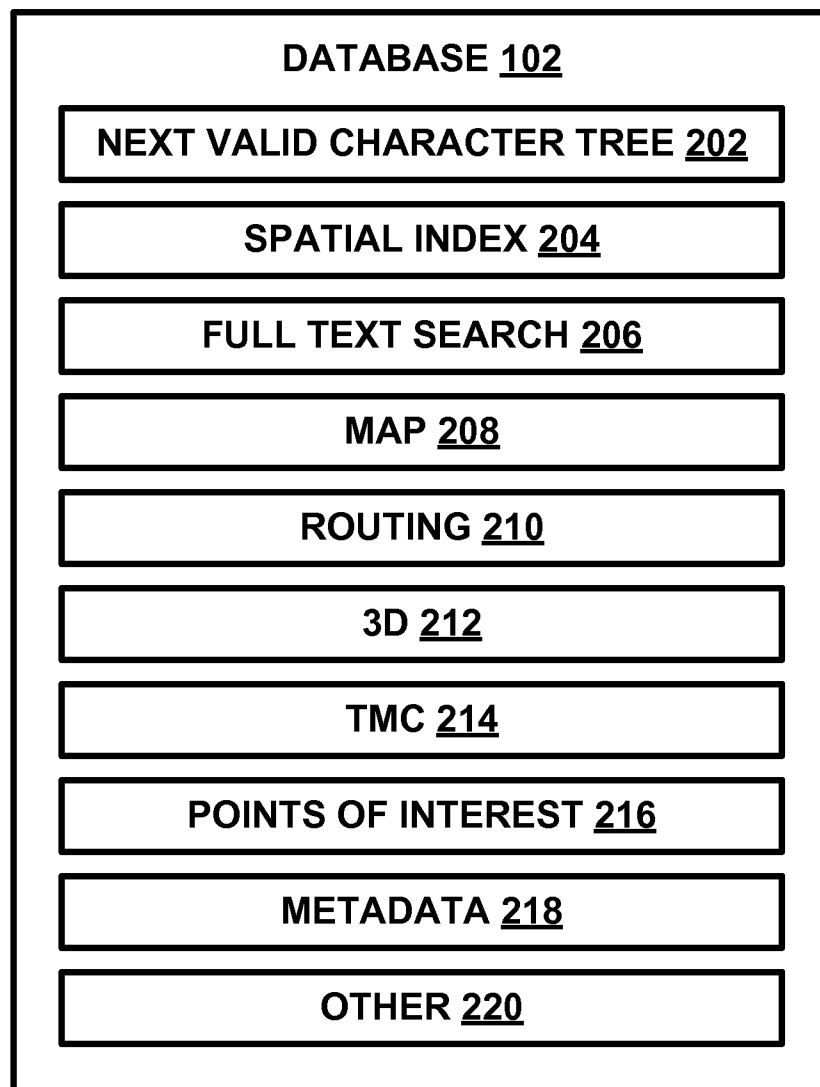 DATABASE 102
NEXT VALID CHARACTER TREE 202
SPATIAL INDEX 204
FULL TEXT SEARCH 206
MAP 208
ROUTING 210
3D 212
TMC 214
POINTS OF INTEREST 216
METADATA 218
OTHER 220